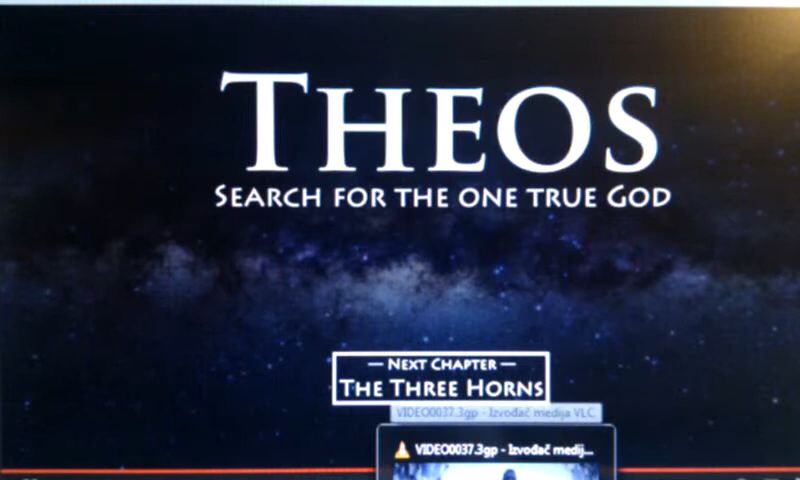 THEOS
SEARCH FOR THE ONE TRUE GOD
— NEXT CHAPTER —
THE THREE HORNS
VIDEO0037.3gp - Izvođač medija VLC
VIDEO0037.3gp - Izvođač medij...